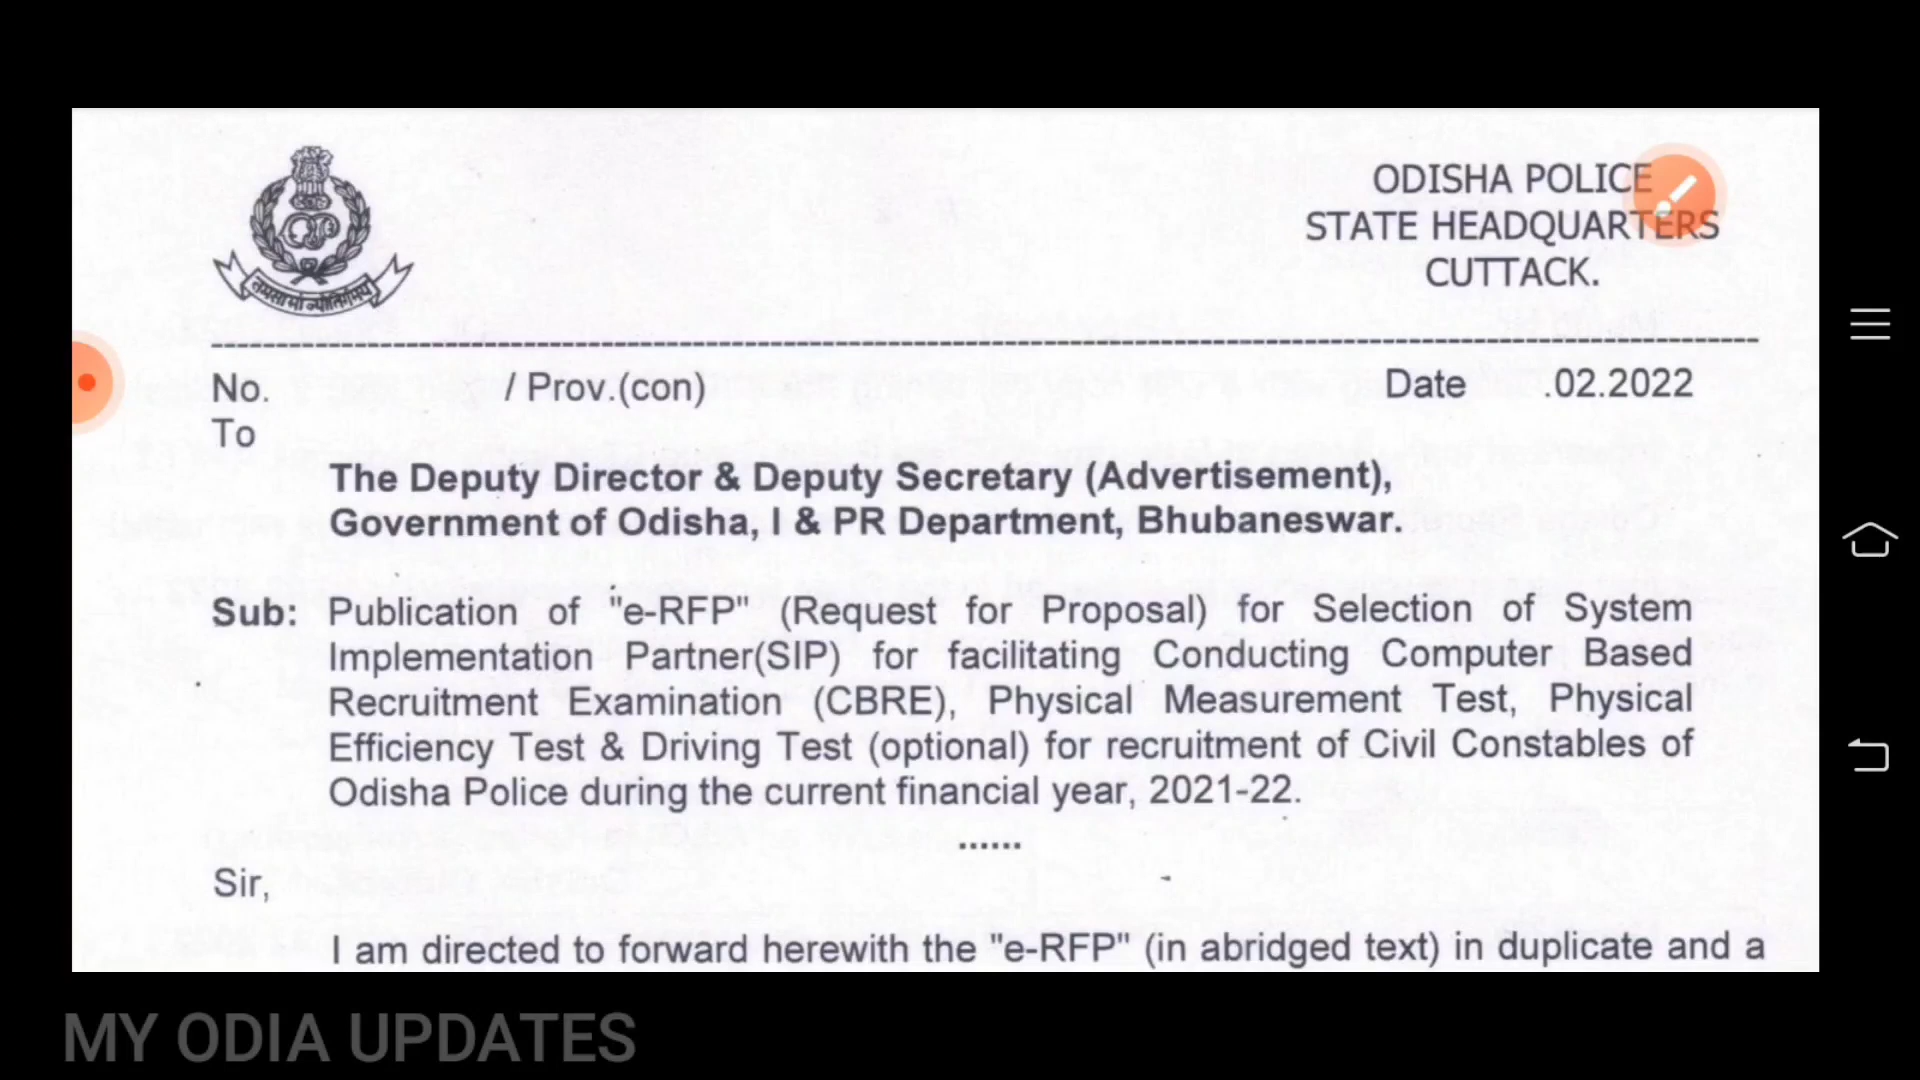 ODISHA POLICE
STATE HEADQUARTERS
CUTTACK.
तमसो मा ज्योतिर्गमय
No. / Prov.(con) Date .02.2022
To
The Deputy Director & Deputy Secretary (Advertisement),
Government of Odisha, I & PR Department, Bhubaneswar.
Sub: Publication of "e-RFP" (Request for Proposal) for Selection of System
Implementation Partner(SIP) for facilitating Conducting Computer Based
Recruitment Examination (CBRE), Physical Measurement Test, Physical
Efficiency Test & Driving Test (optional) for recruitment of Civil Constables of
Odisha Police during the current financial year, 2021-22.
......
Sir,
I am directed to forward herewith the "e-RFP" (in abridged text) in duplicate and a
MY ODIA UPDATES